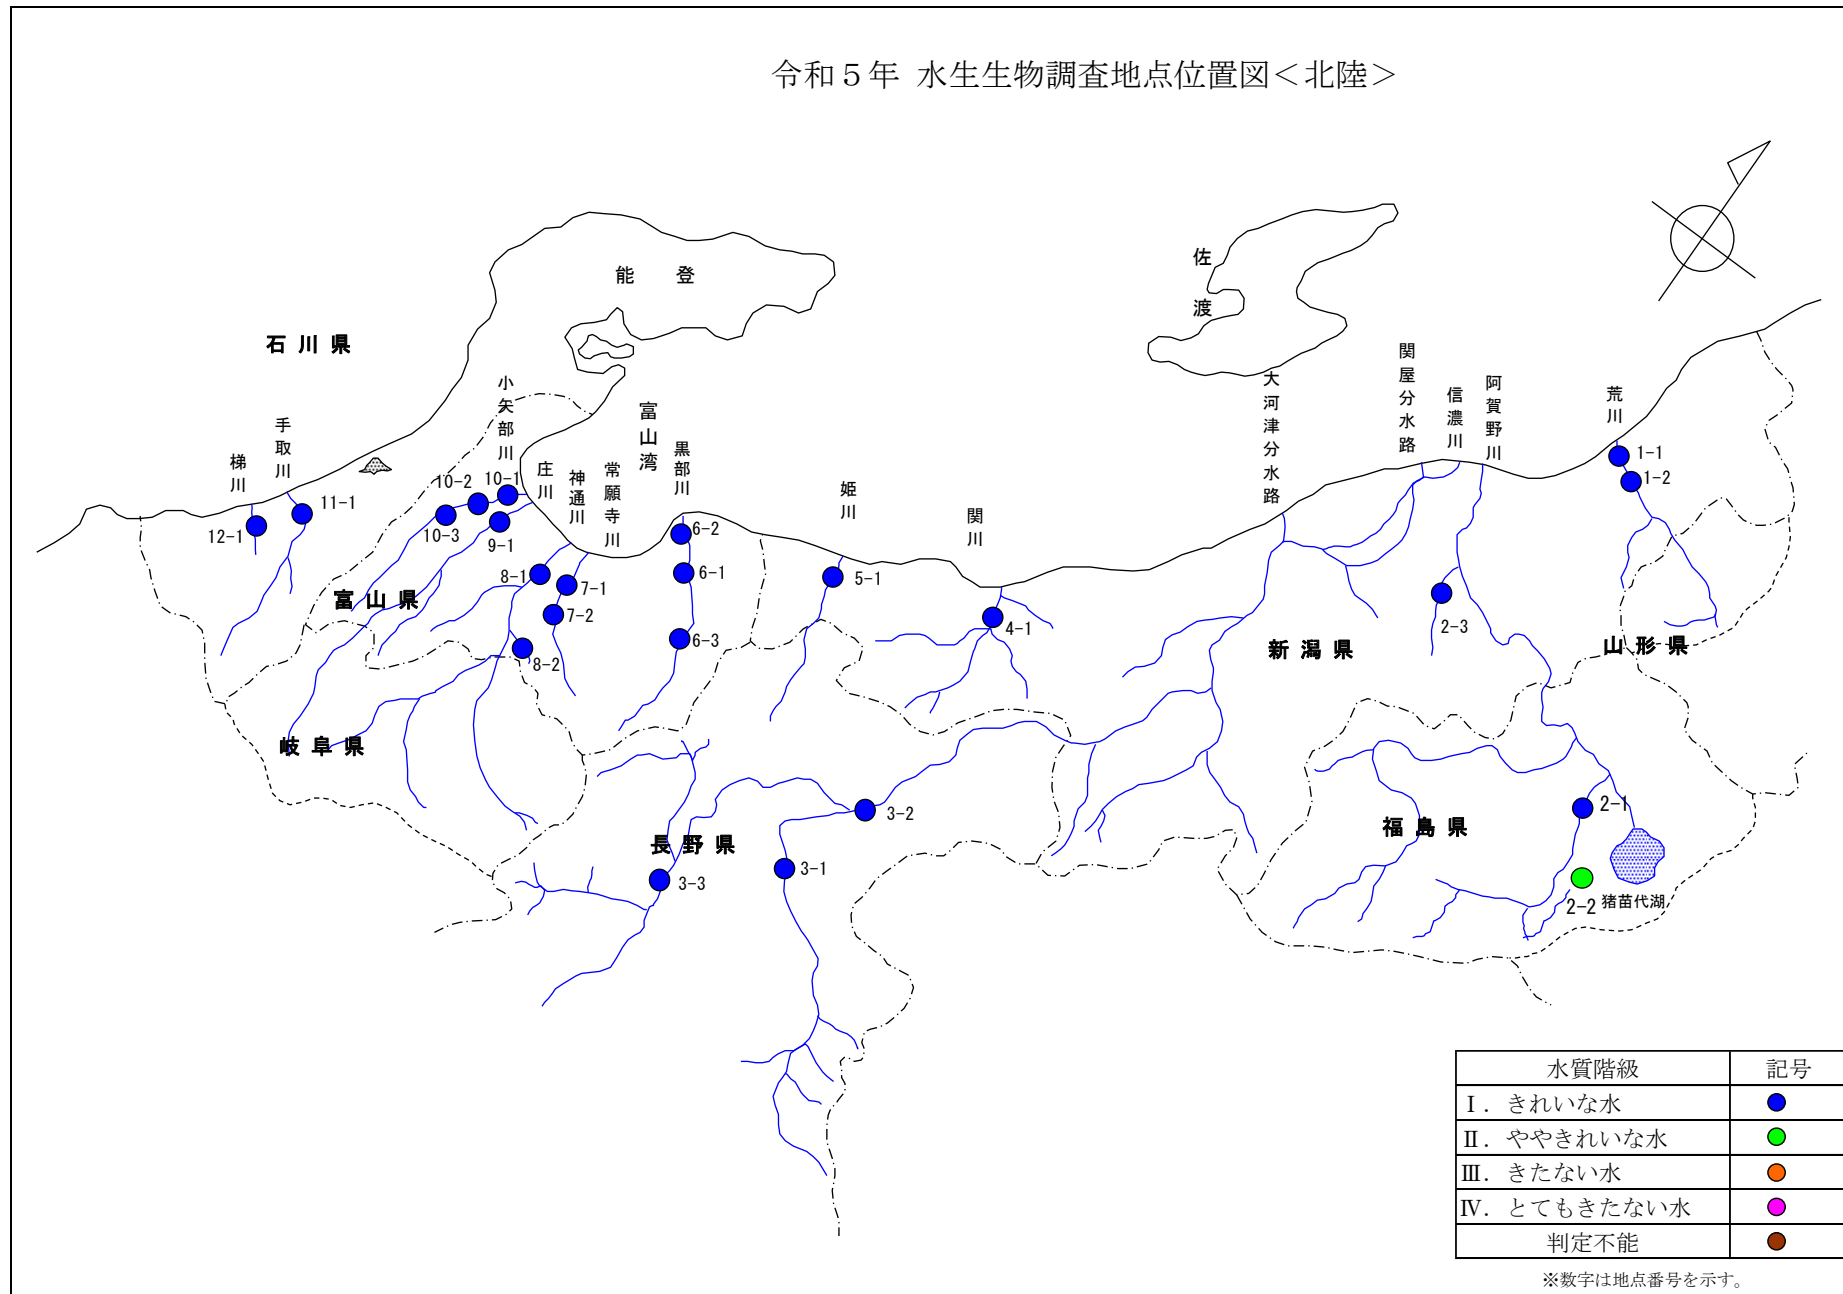 令和５年 水生生物調査地点位置図＜北陸＞
能 登
佐渡
石川県
富山湾
小矢部川
手取川
梯川
庄川
神通川
常願寺川
黒部川
姫川
関川
大河津分水路
関屋分水路
信濃川
阿賀野川
荒川
1-1
1-2
10-1
10-2
10-3
11-1
12-1
9-1
8-1
7-1
7-2
8-2
6-2
6-1
6-3
5-1
4-1
2-3
富山県
新潟県
山形県
岐阜県
長野県
福島県
3-2
3-1
3-3
2-1
2-2
猪苗代湖
水質階級 記号
Ⅰ．きれいな水
Ⅱ．ややきれいな水
Ⅲ．きたない水
Ⅳ．とてもきたない水
判定不能
※数字は地点番号を示す。